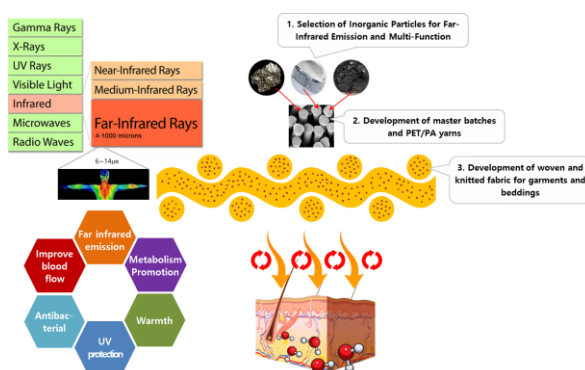 Gamma Rays
X-Rays
UV Rays
Visible Light
Infrared
Microwaves
Radio Waves
Near-Infrared Rays
Medium-Infrared Rays
Far-Infrared Rays
4-1000 microns
6~14μm
1. Selection of Inorganic Particles for Far-
Infrared Emission and Multi-Function
2. Development of master batches
and PET/PA yarns
3. Development of woven and
knitted fabric for garments and
beddings
Far infrared
emission
Improve
blood
flow
Metabolism
Promotion
Antibac-
terial
Warmth
UV
protection